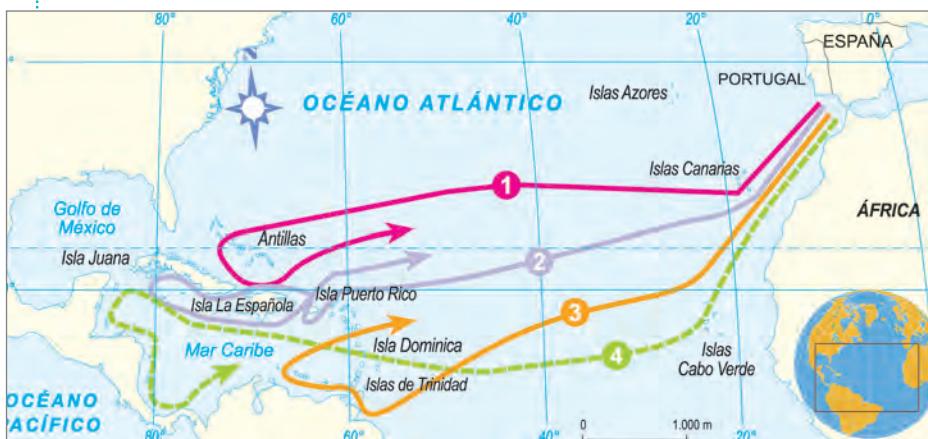 80°
60°
40°
20°
0°
ESPAÑA
PORTUGAL
N
OCÉANO ATLÁNTICO
Islas Azores
Islas Canarias
1
ÁFRICA
Golfo de
México
Antillas
Isla Juana
2
Isla La Española
Isla Puerto Rico
3
Mar Caribe
Isla Dominica
4
Islas
Cabo Verde
Islas de Trinidad
OCÉANO
PACÍFICO
0
1.000 m
80°
60°
40°
20°
0°